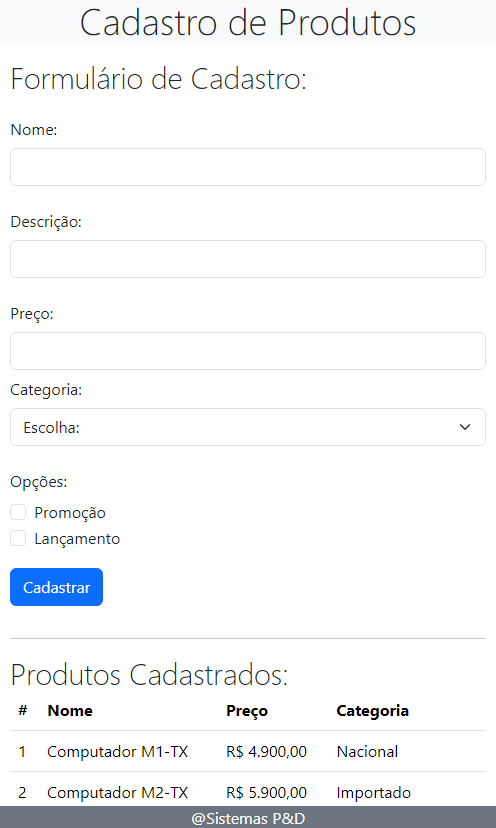 Cadastro de Produtos
Formulário de Cadastro:
Nome:
Descrição:
Preço:
Categoria:
Escolha:
Opções:
Promoção
Lançamento
Cadastrar
Produtos Cadastrados:
# Nome Preço Categoria
1 Computador M1-TX R$ 4.900,00 Nacional
2 Computador M2-TX R$ 5.900,00 Importado
@Sistemas P&D